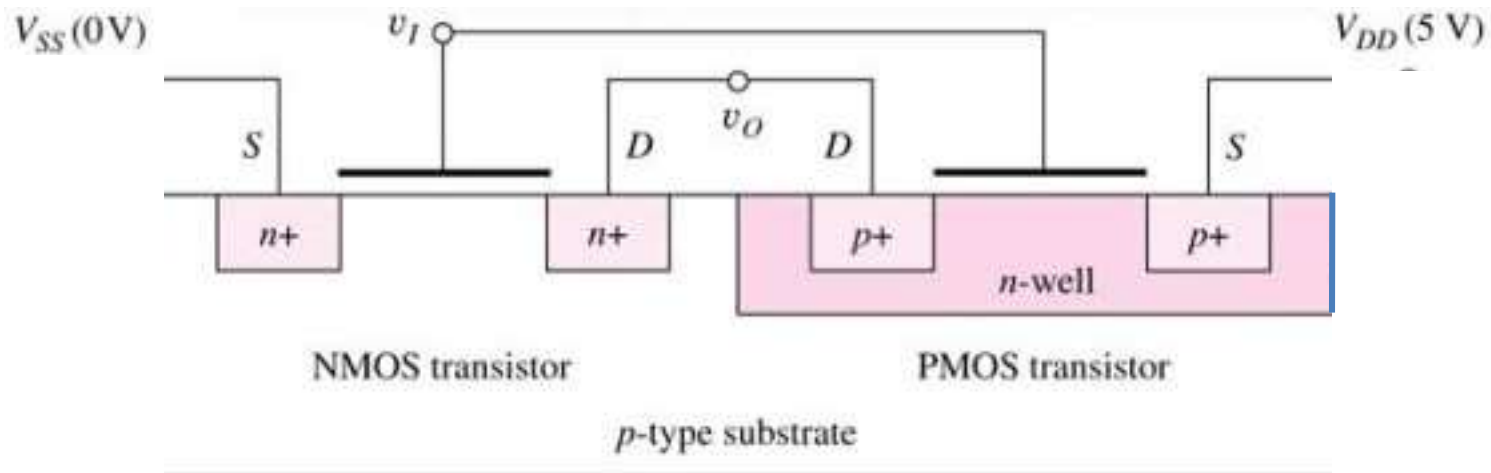 V_SS (0V)
v_I
V_DD (5 V)
v_O
S
D
D
S
n+
n+
p+
p+
n-well
NMOS transistor
PMOS transistor
p-type substrate